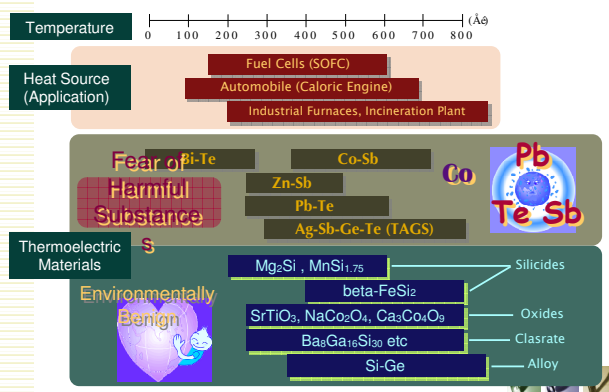 Temperature
0 100 200 300 400 500 600 700 800 (Åé)
Heat Source
(Application)
Fuel Cells (SOFC)
Automobile (Caloric Engine)
Industrial Furnaces, Incineration Plant
Fear of
Harmful
Substance
s
Bi-Te
Co-Sb
Zn-Sb
Pb-Te
Ag-Sb-Ge-Te (TAGS)
Co
Pb
Te Sb
Thermoelectric
Materials
Environmentally
Benign
Mg₂Si , MnSi₁.₇₅
beta-FeSi₂
SrTiO₃, NaCo₂O₄, Ca₃Co₄O₉
Ba₈Ga₁₆Si₃₀ etc
Si-Ge
Silicides
Oxides
Clasrate
Alloy